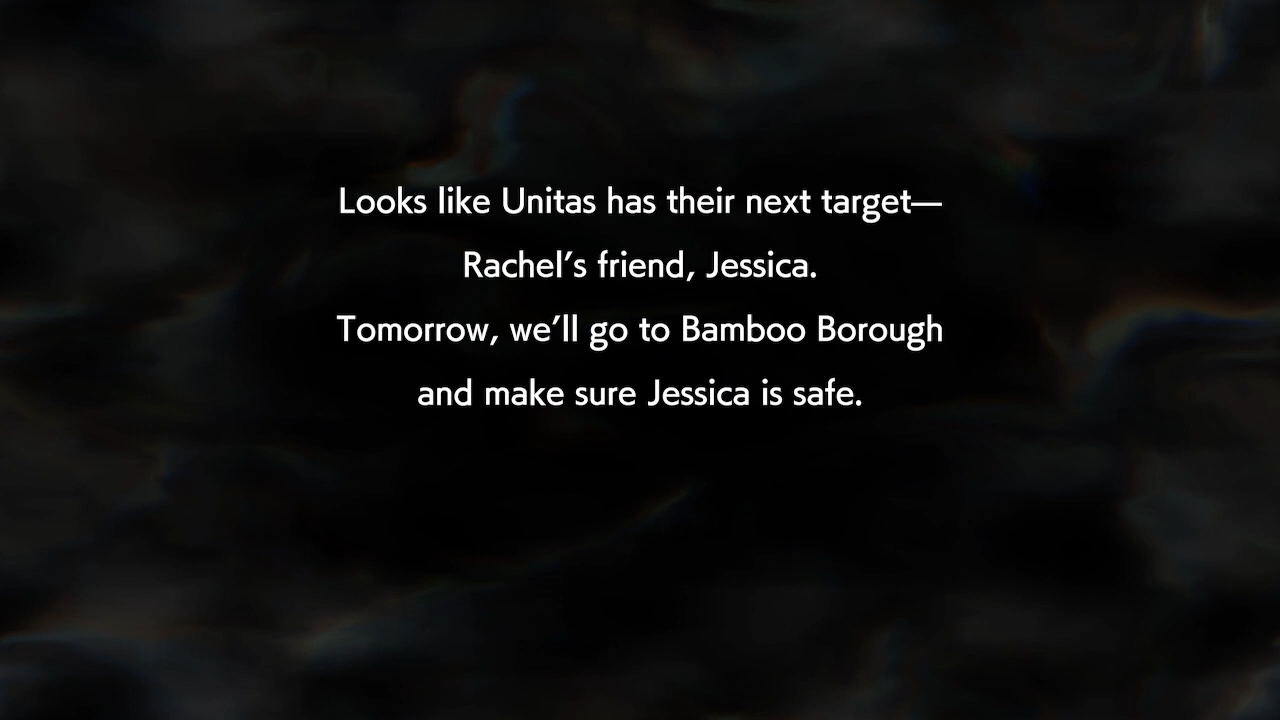 Looks like Unitas has their next target—
Rachel’s friend, Jessica.
Tomorrow, we’ll go to Bamboo Borough
and make sure Jessica is safe.